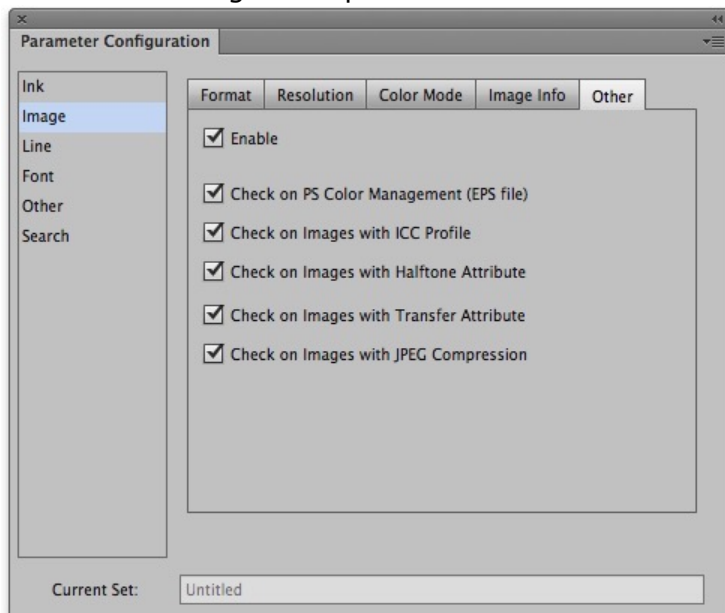 Parameter Configuration
Ink
Image
Line
Font
Other
Search
Format Resolution Color Mode Image Info Other
Enable
Check on PS Color Management (EPS file)
Check on Images with ICC Profile
Check on Images with Halftone Attribute
Check on Images with Transfer Attribute
Check on Images with JPEG Compression
Current Set: Untitled